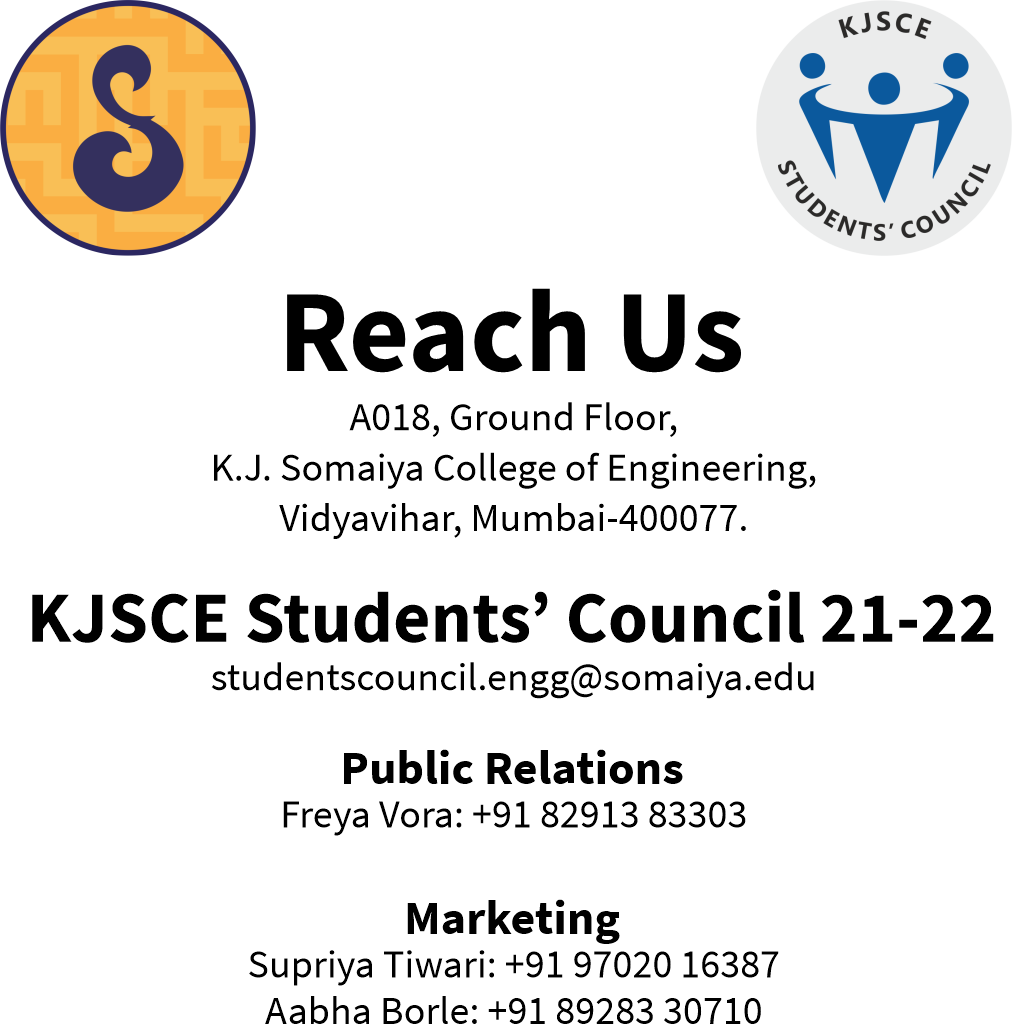 S
KJSCE
STUDENTS’ COUNCIL
Reach Us
A018, Ground Floor,
K.J. Somaiya College of Engineering,
Vidyavihar, Mumbai-400077.
KJSCE Students’ Council 21-22
studentscouncil.engg@somaiya.edu
Public Relations
Freya Vora: +91 82913 83303
Marketing
Supriya Tiwari: +91 97020 16387
Aabha Borle: +91 89283 30710